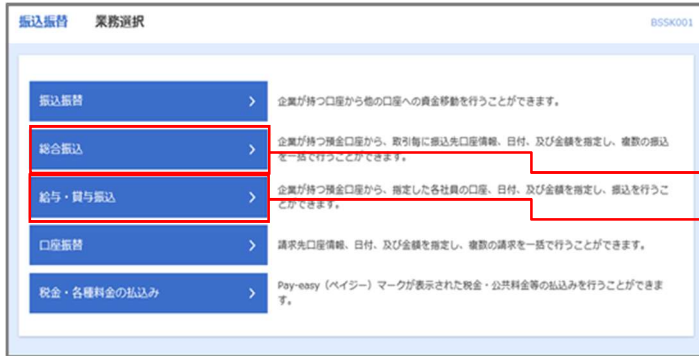 振込振替 業務選択
BSSK001
振込振替
企業が持つ口座から他の口座への資金移動を行うことができます。
総合振込
企業が持つ預金口座から、取引毎に振込先口座情報、日付、及び金額を指定し、複数の振込
を一括で行うことができます。
給与・賞与振込
企業が持つ預金口座から、指定した各社員の口座、日付、及び金額を指定し、振込を行うこ
とができます。
口座振替
請求先口座情報、日付、及び金額を指定し、複数の請求を一括で行うことができます。
税金・各種料金の払込み
Pay-easy（ペイジー）マークが表示された税金・公共料金等の払込みを行うことができま
す。